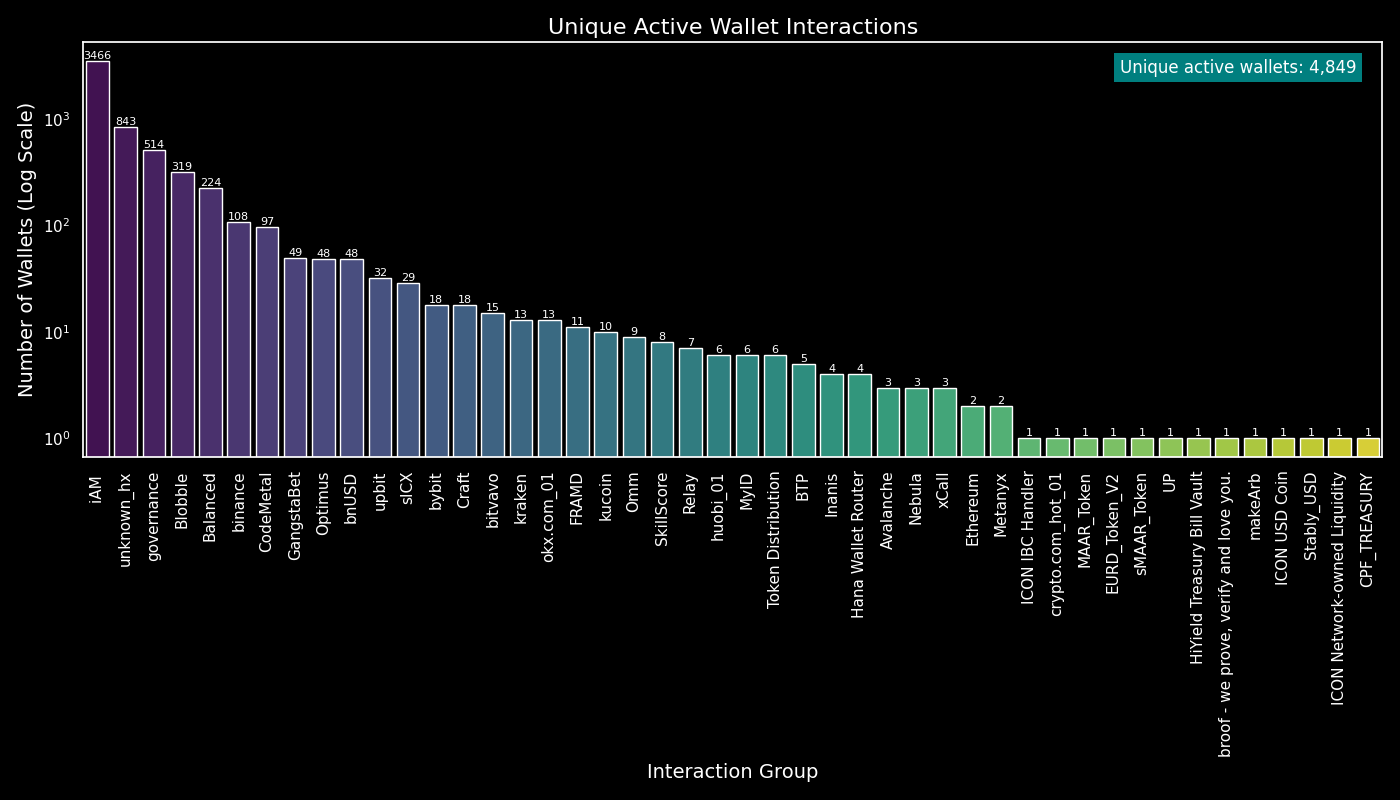 Unique Active Wallet Interactions
Unique active wallets: 4,849
Number of Wallets (Log Scale)
10³
10²
10¹
10⁰
3466
843
514
319
224
108
97
49
48
48
32
29
18
18
15
13
13
11
10
9
8
7
6
6
6
5
4
4
3
3
3
2
2
1
1
1
1
1
1
1
1
1
1
1
1
1
iAM
unknown_hx
governance
Blobble
Balanced
binance
CodeMetal
GangstaBet
Optimus
bnUSD
upbit
sICX
bybit
Craft
bitvavo
kraken
okx.com_01
FRAMD
kucoin
Omm
SkillScore
Relay
huobi_01
MyID
Token Distribution
BTP
Inanis
Hana Wallet Router
Avalanche
Nebula
xCall
Ethereum
Metanyx
ICON IBC Handler
crypto.com_hot_01
MAAR_Token
EURD_Token_V2
sMAAR_Token
UP
HiYield Treasury Bill Vault
broof - we prove, verify and love you.
makeArb
ICON USD Coin
Stably_USD
ICON Network-owned Liquidity
CPF_TREASURY
Interaction Group